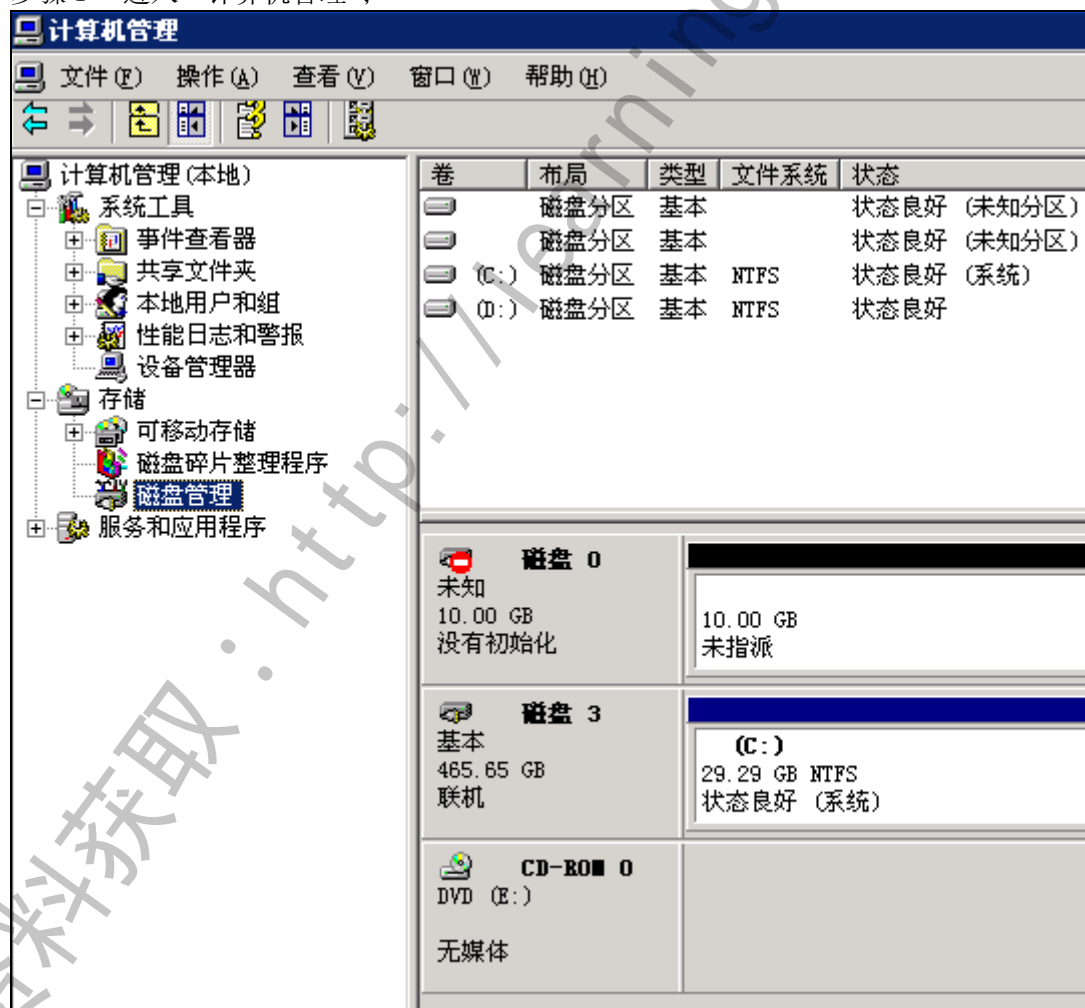 计算机管理
文件(F) 操作(A) 查看(V) 窗口(W) 帮助(H)
计算机管理(本地)
系统工具
事件查看器
共享文件夹
本地用户和组
性能日志和警报
设备管理器
存储
可移动存储
磁盘碎片整理程序
磁盘管理
服务和应用程序
卷 布局 类型 文件系统 状态
磁盘分区 基本 状态良好 (未知分区)
磁盘分区 基本 状态良好 (未知分区)
(C:) 磁盘分区 基本 NTFS 状态良好 (系统)
(D:) 磁盘分区 基本 NTFS 状态良好
磁盘 0
未知
10.00 GB
没有初始化
10.00 GB
未指派
磁盘 3
基本
465.65 GB
联机
(C:)
29.29 GB NTFS
状态良好 (系统)
CD-ROM 0
DVD (E:)
无媒体
料获取：http://learning